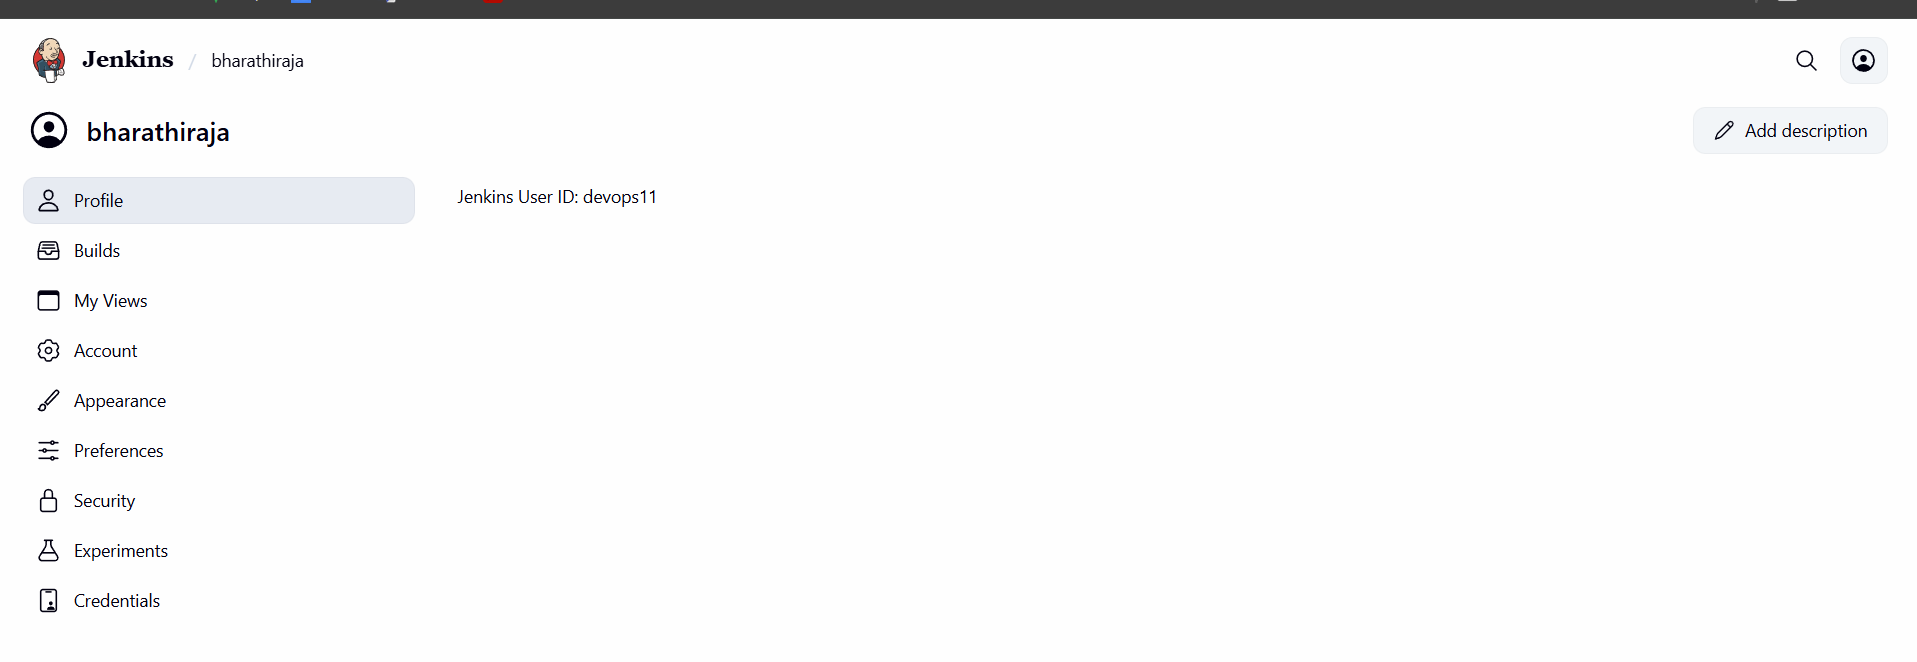 Jenkins / bharathiraja
bharathiraja
Add description
Profile
Jenkins User ID: devops11
Builds
My Views
Account
Appearance
Preferences
Security
Experiments
Credentials